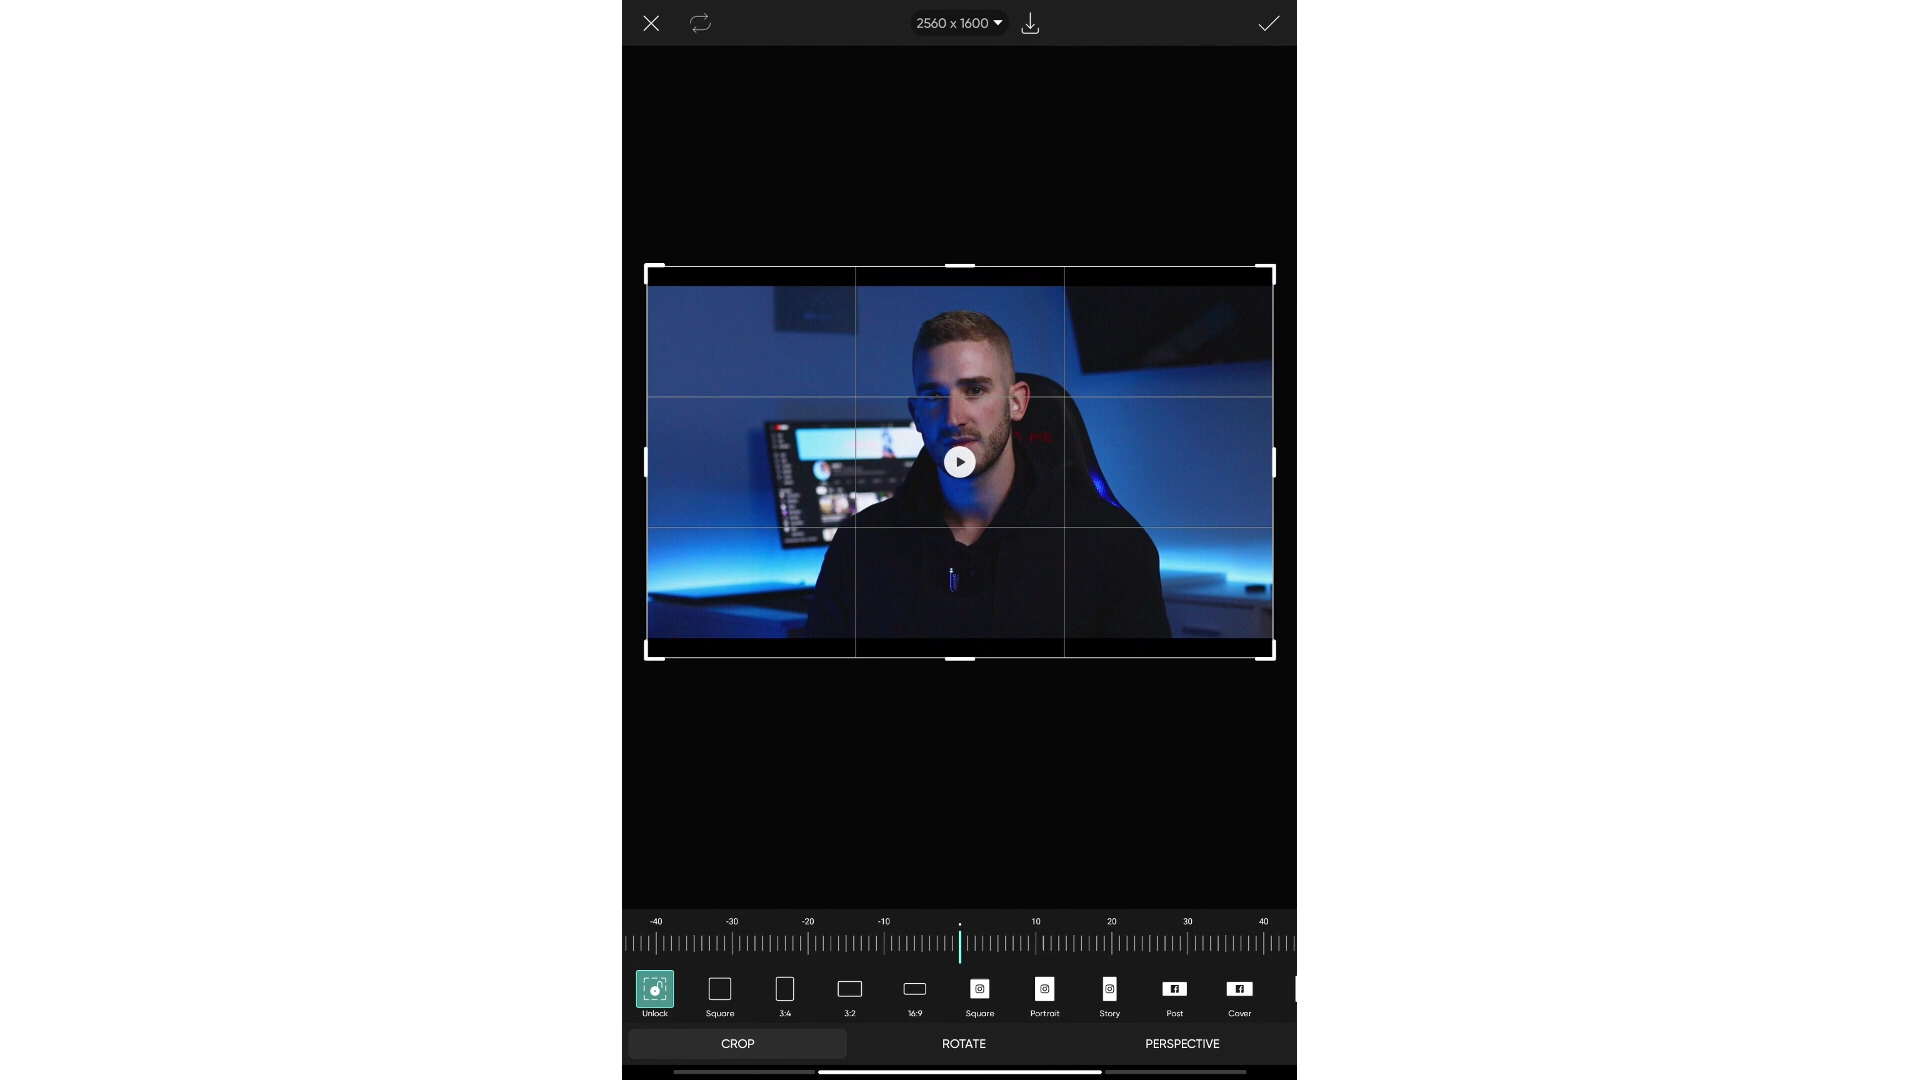 2560 x 1600
-40 -30 -20 -10 10 20 30 40
Unlock Square 3:4 3:2 16:9 Square Portrait Story Post Cover
CROP ROTATE PERSPECTIVE